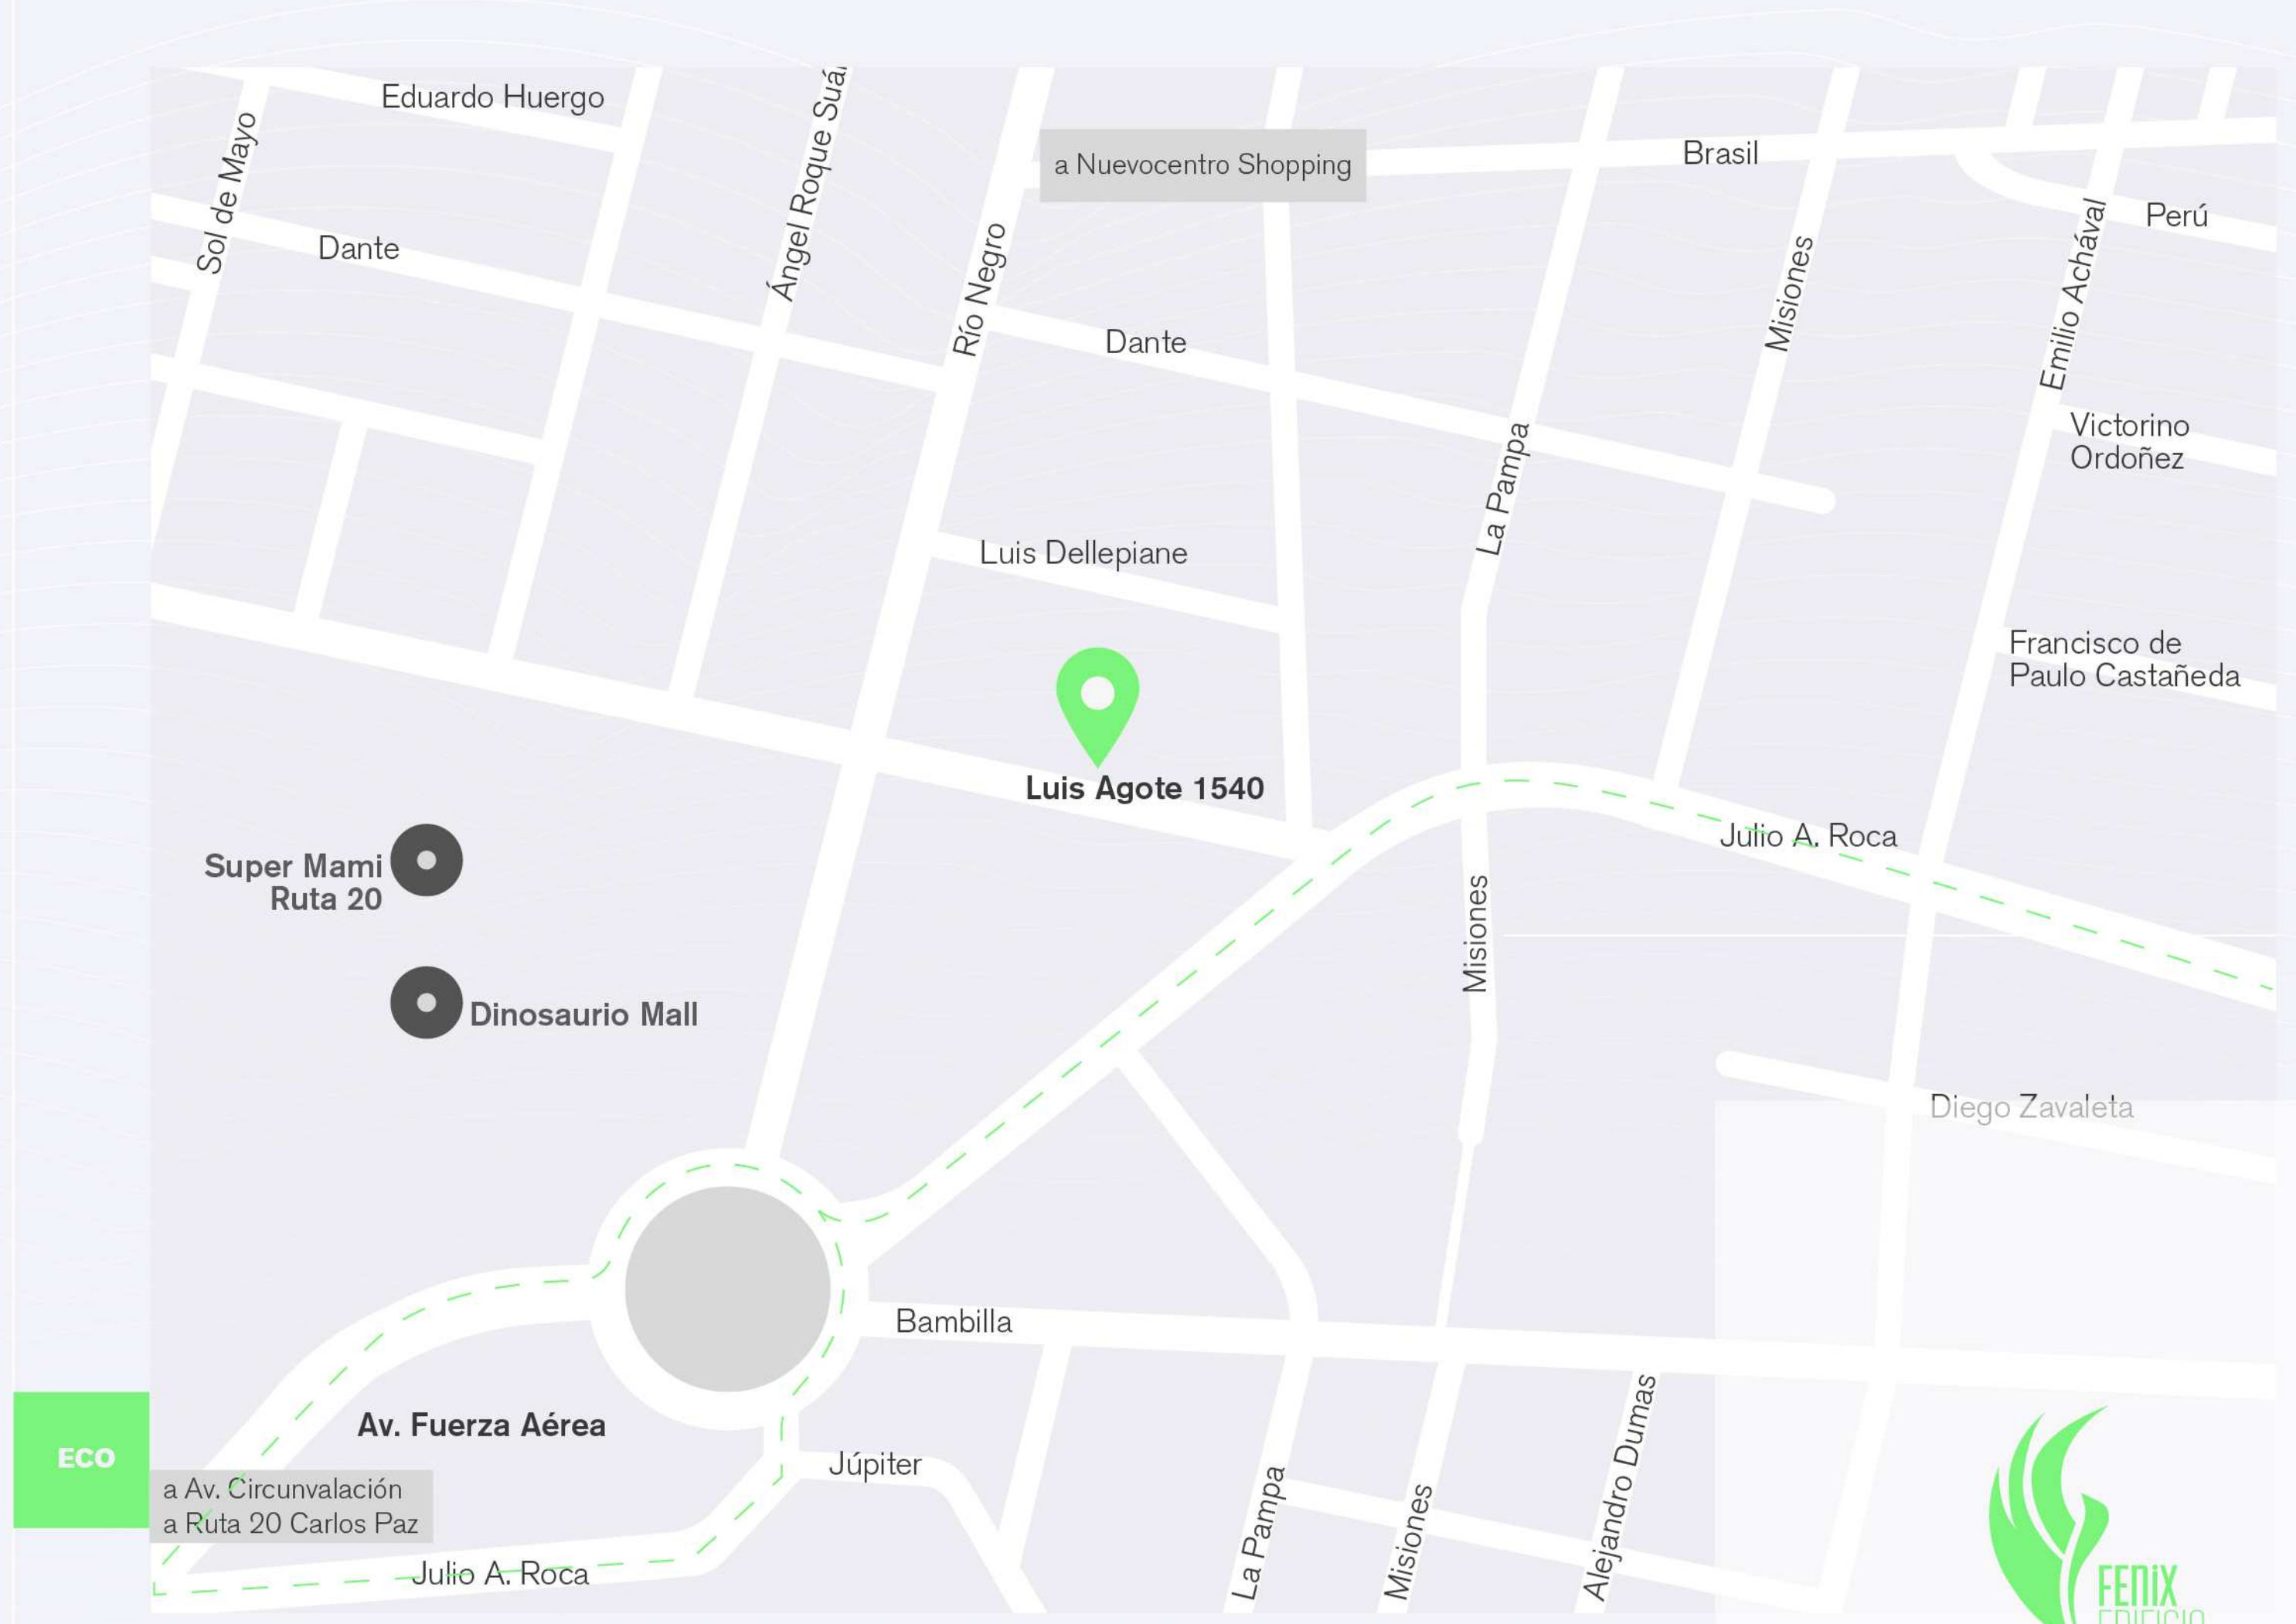 Eduardo Huergo
Sol de Mayo
Ángel Roque Suá
a Nuevocentro Shopping
Brasil
Perú
Dante
Río Negro
Dante
Misiones
Emilio Achával
Victorino
Ordoñez
La Pampa
Luis Dellepiane
Francisco de
Paulo Castañeda
Luis Agote 1540
Julio A. Roca
Super Mami
Ruta 20
Misiones
Dinosaurio Mall
Diego Zavaleta
Bambilla
Av. Fuerza Aérea
Júpiter
ECO
a Av. Circunvalación
a Ruta 20 Carlos Paz
Julio A. Roca
La Pampa
Misiones
Alejandro Dumas
FENIX
EDIFICIO